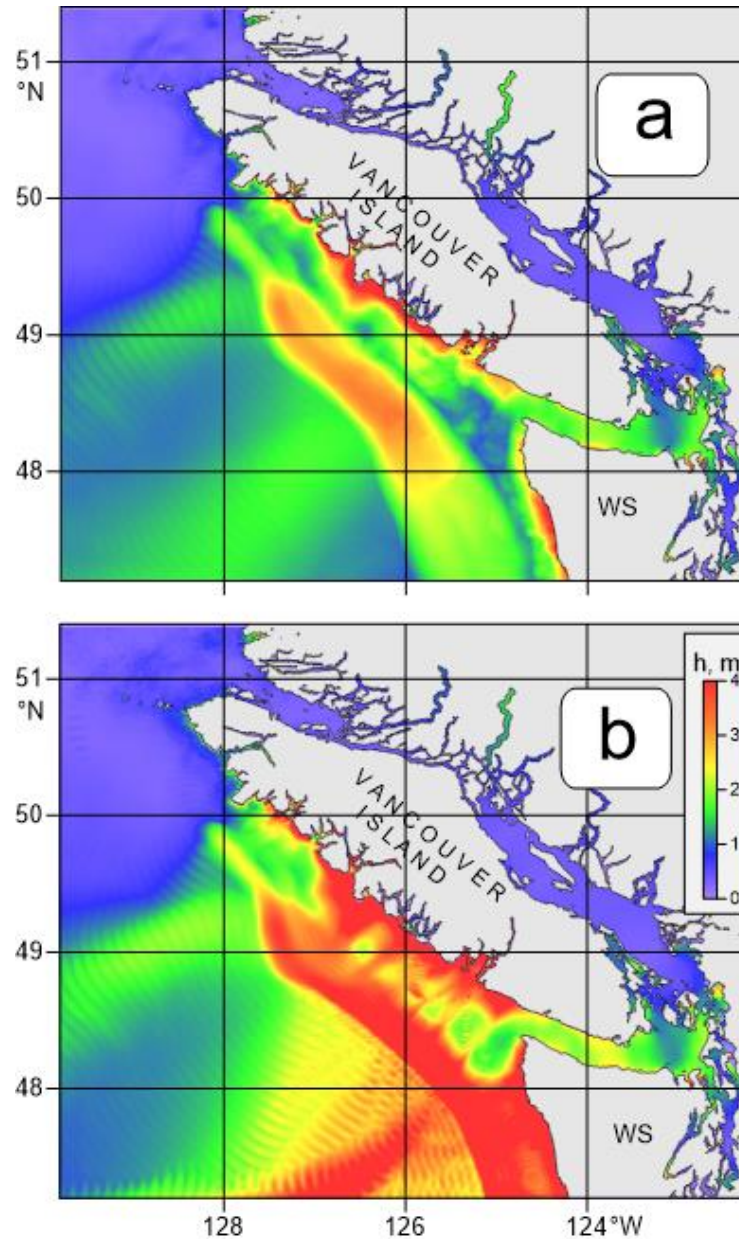 51
°N
a
50
VANCOUVER
ISLAND
49
48
WS
51
°N
h, m
4
b
3
50
2
VANCOUVER
ISLAND
1
0
49
48
WS
128
126
124°W